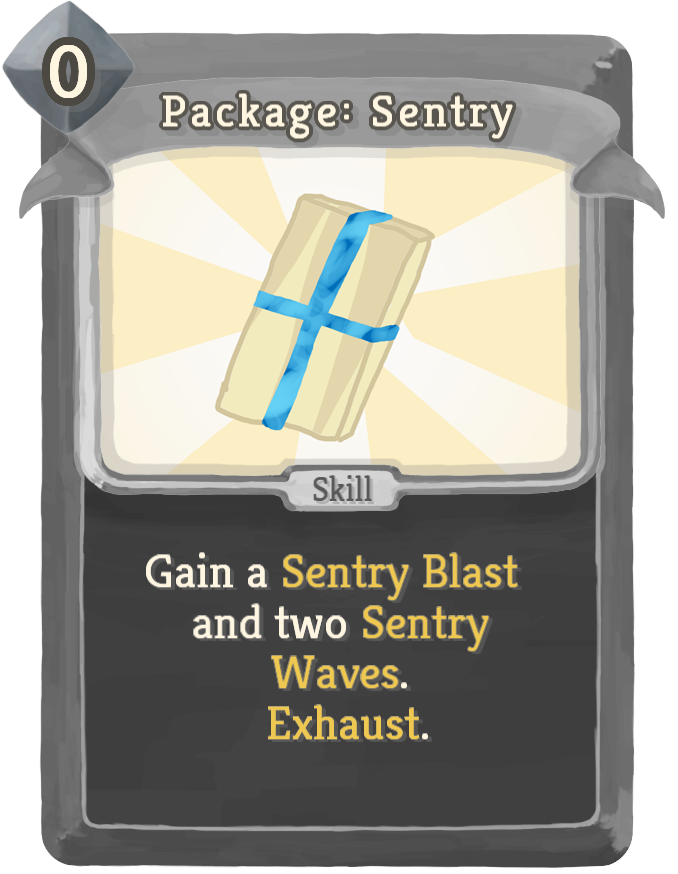 0
Package: Sentry
Skill
Gain a Sentry Blast
and two Sentry
Waves.
Exhaust.